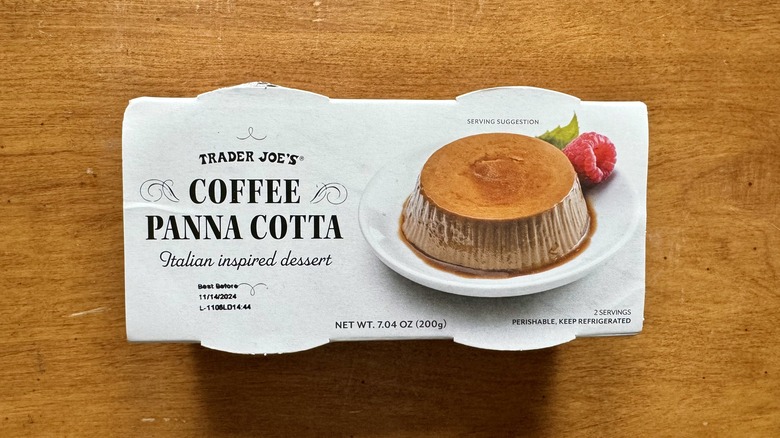 TRADER JOE'S®
COFFEE
PANNA COTTA
Italian inspired dessert
Best Before
11/14/2024
L-1106LD14:44
NET WT. 7.04 OZ (200g)
SERVING SUGGESTION
2 SERVINGS
PERISHABLE, KEEP REFRIGERATED